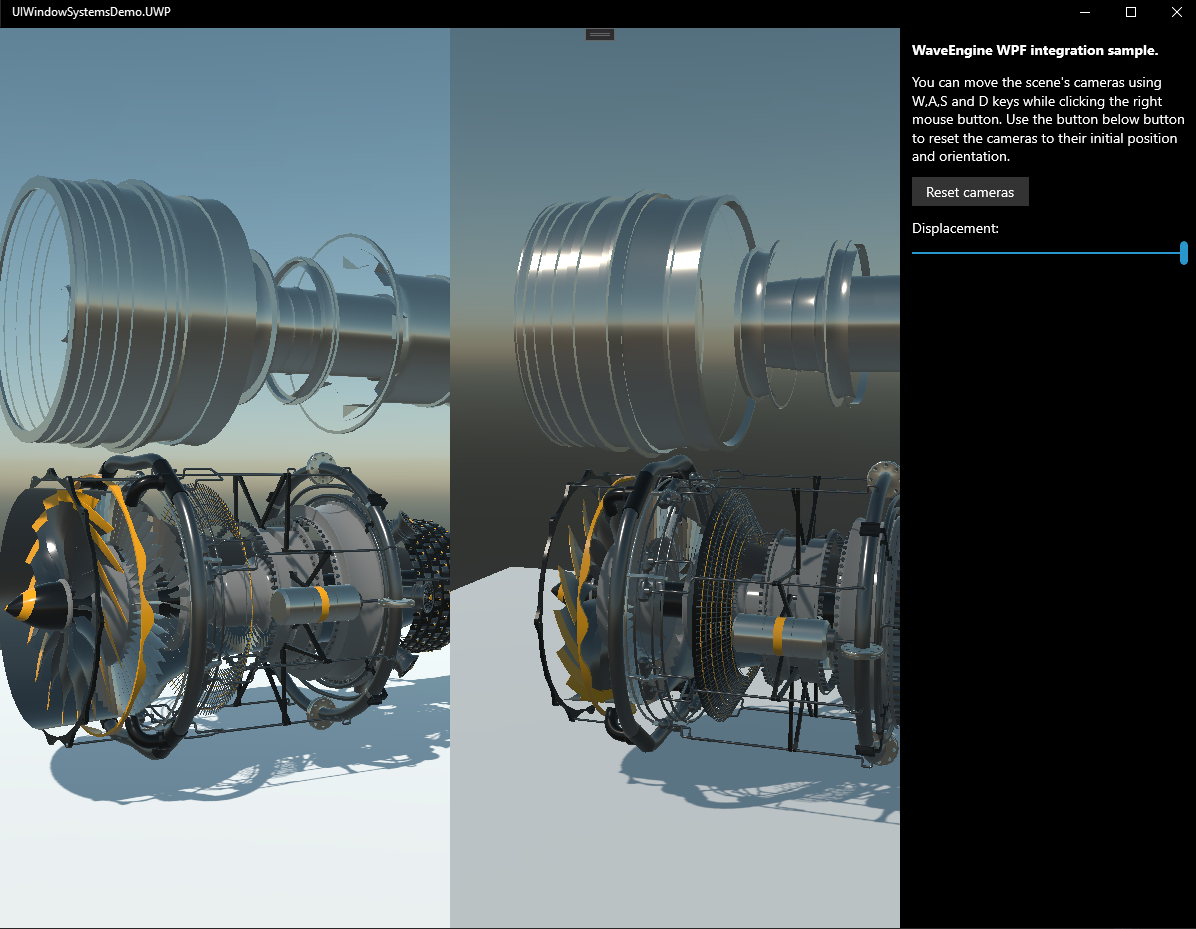 UIWindowSystemsDemo.UWP
WaveEngine WPF integration sample.
You can move the scene's cameras using
W,A,S and D keys while clicking the right
mouse button. Use the button below button
to reset the cameras to their initial position
and orientation.
Reset cameras
Displacement: